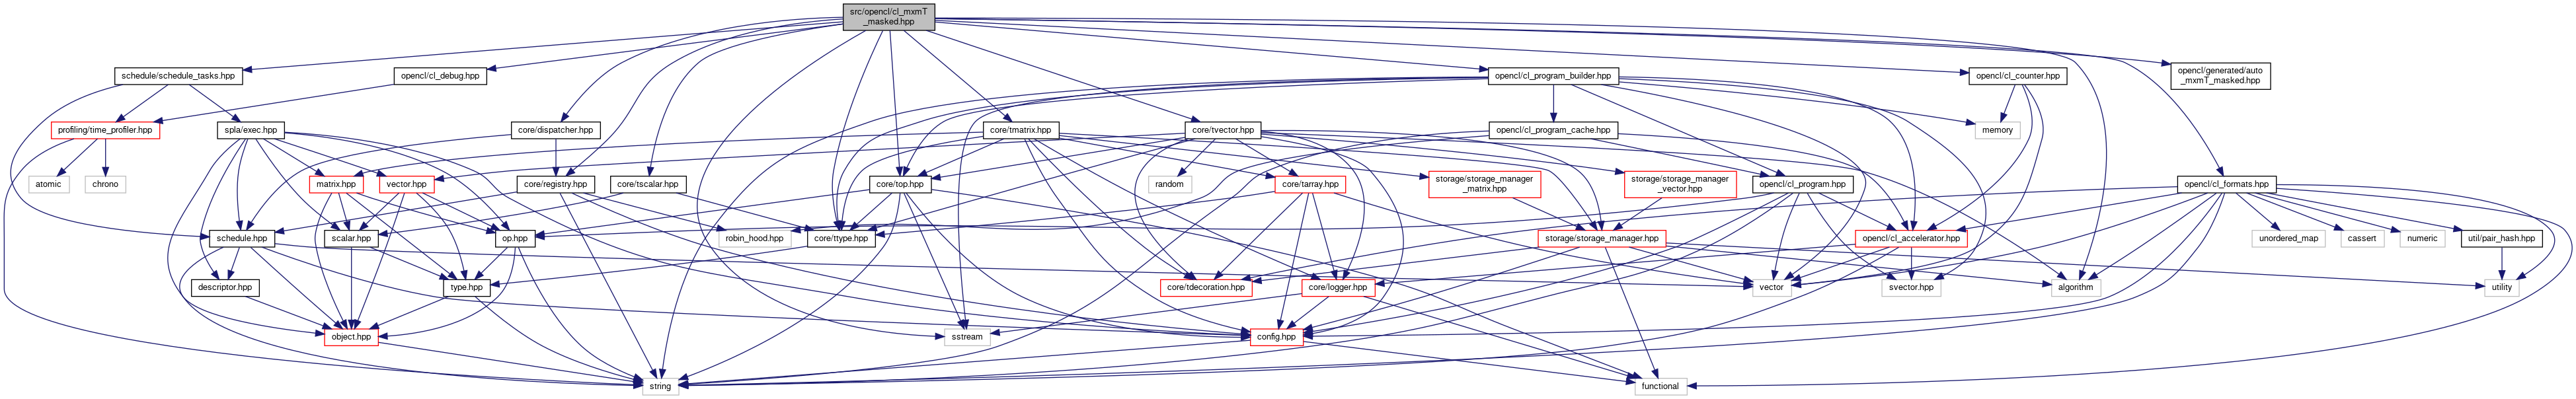 src/opencl/cl_mxmT
_masked.hpp
schedule/schedule_tasks.hpp
opencl/cl_debug.hpp
opencl/cl_program_builder.hpp
opencl/cl_counter.hpp
opencl/generated/auto
_mxmT_masked.hpp
profiling/time_profiler.hpp
spla/exec.hpp
core/dispatcher.hpp
core/tmatrix.hpp
core/tvector.hpp
opencl/cl_program_cache.hpp
memory
atomic
chrono
matrix.hpp
vector.hpp
core/registry.hpp
core/tscalar.hpp
core/top.hpp
random
core/tarray.hpp
storage/storage_manager
_matrix.hpp
storage/storage_manager
_vector.hpp
opencl/cl_program.hpp
opencl/cl_formats.hpp
schedule.hpp
scalar.hpp
op.hpp
robin_hood.hpp
core/ttype.hpp
storage/storage_manager.hpp
opencl/cl_accelerator.hpp
unordered_map
cassert
numeric
util/pair_hash.hpp
descriptor.hpp
type.hpp
core/tdecoration.hpp
core/logger.hpp
vector
svector.hpp
algorithm
utility
object.hpp
sstream
config.hpp
string
functional